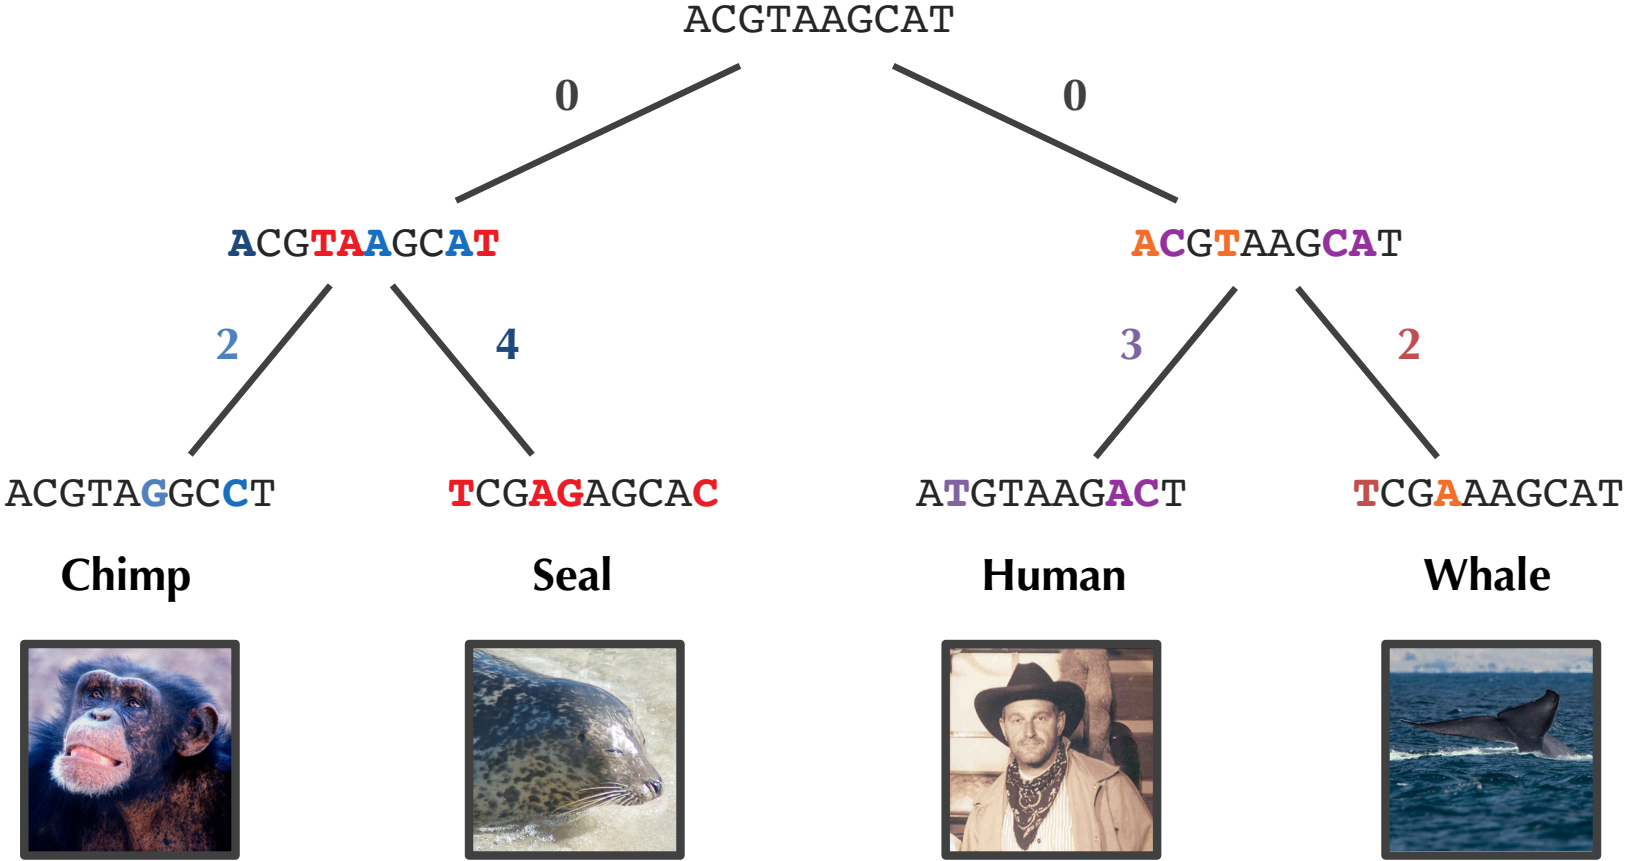 ACGTAAGCAT
0 0
ACGTAAGCAT ACGTAAGCAT
2 4 3 2
ACGTAGGCCT TCGAGAGCAC ATGTAAGACT TCGAAAGCAT
Chimp Seal Human Whale